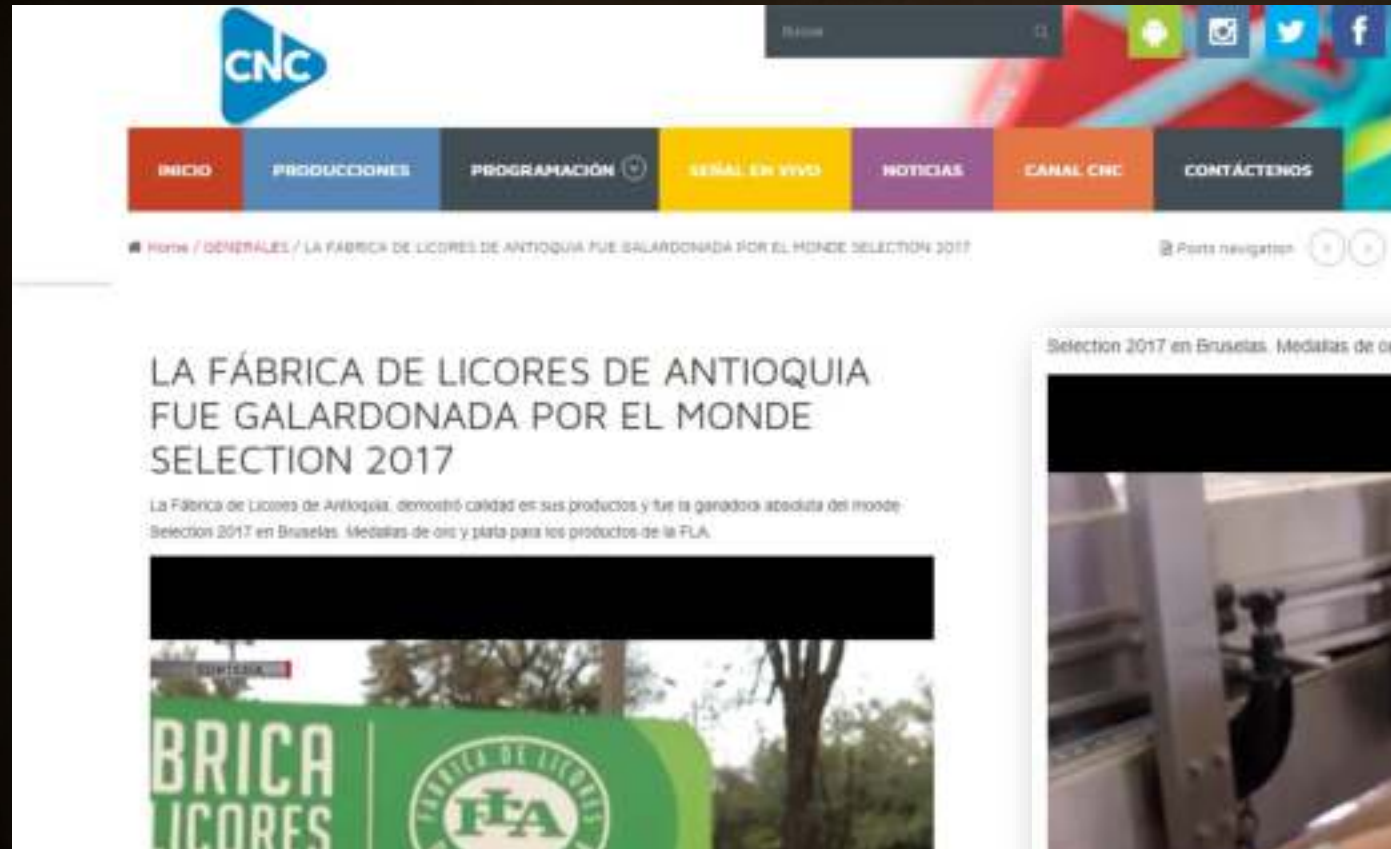 CNC
Buscar
INICIO
PRODUCCIONES
PROGRAMACIÓN
SEÑAL EN VIVO
NOTICIAS
CANAL CNC
CONTÁCTENOS
Home / GENERALES / LA FÁBRICA DE LICORES DE ANTIOQUIA FUE GALARDONADA POR EL MONDE SELECTION 2017
Posts navigation
LA FÁBRICA DE LICORES DE ANTIOQUIA
FUE GALARDONADA POR EL MONDE
SELECTION 2017
La Fábrica de Licores de Antioquia, demostró calidad en sus productos y fue la ganadora absoluta del monde
Selection 2017 en Bruselas. Medallas de oro y plata para los productos de la FLA.
BRICA
LICORES
FABRICA DE LICORES
FLA
Selection 2017 en Bruselas. Medallas de o